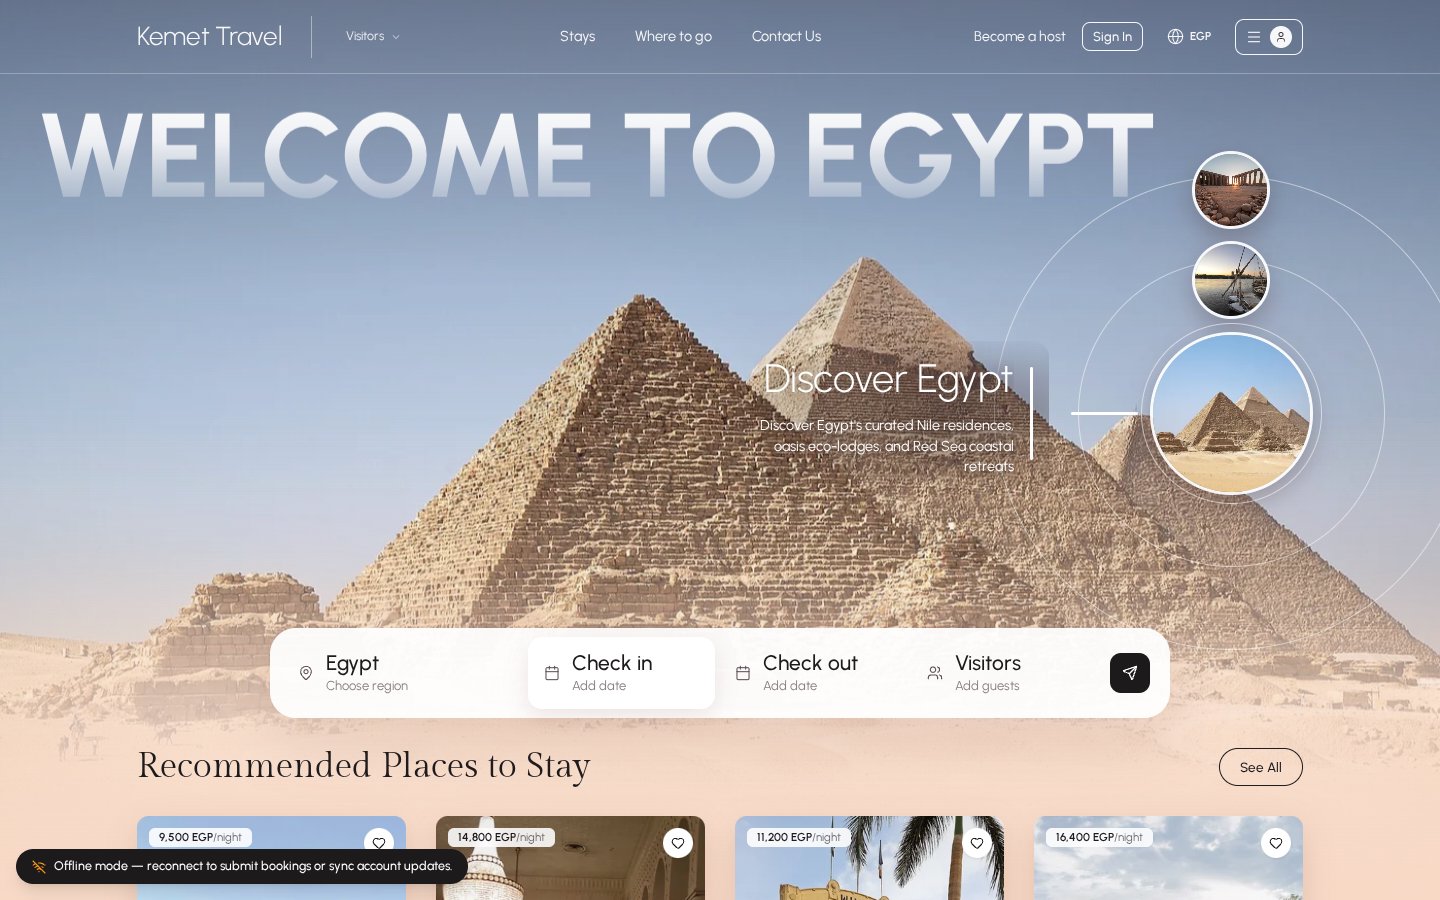 Kemet Travel
Visitors
Stays
Where to go
Contact Us
Become a host
Sign In
EGP
WELCOME TO EGYPT
Discover Egypt
Discover Egypt's curated Nile residences,
oasis eco-lodges, and Red Sea coastal
retreats
Egypt
Choose region
Check in
Add date
Check out
Add date
Visitors
Add guests
Recommended Places to Stay
See All
9,500 EGP/night
14,800 EGP/night
11,200 EGP/night
16,400 EGP/night
Offline mode — reconnect to submit bookings or sync account updates.